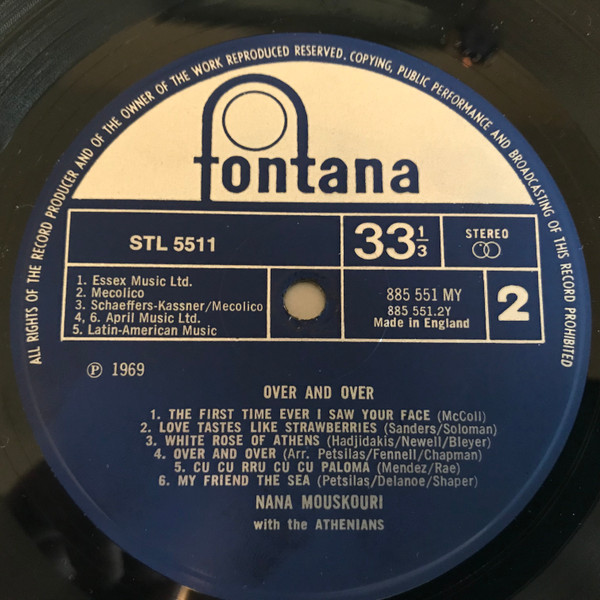 ALL RIGHTS OF THE RECORD PRODUCER AND OF THE OWNER OF THE WORK REPRODUCED RESERVED. COPYING, PUBLIC PERFORMANCE AND BROADCASTING OF THIS RECORD PROHIBITED
fontana
STL 5511
33 1/3
STEREO
1. Essex Music Ltd.
2. Mecolico
3. Schaeffers-Kassner/Mecolico
4, 6. April Music Ltd.
5. Latin-American Music
885 551 MY
885 551.2Y
Made in England
2
℗ 1969
OVER AND OVER
1. THE FIRST TIME EVER I SAW YOUR FACE (McColl)
2. LOVE TASTES LIKE STRAWBERRIES (Sanders/Soloman)
3. WHITE ROSE OF ATHENS (Hadjidakis/Newell/Bleyer)
4. OVER AND OVER (Arr. Petsilas/Fennell/Chapman)
5. CU CU RRU CU CU PALOMA (Mendez/Rae)
6. MY FRIEND THE SEA (Petsilas/Delanoe/Shaper)
NANA MOUSKOURI
with the ATHENIANS